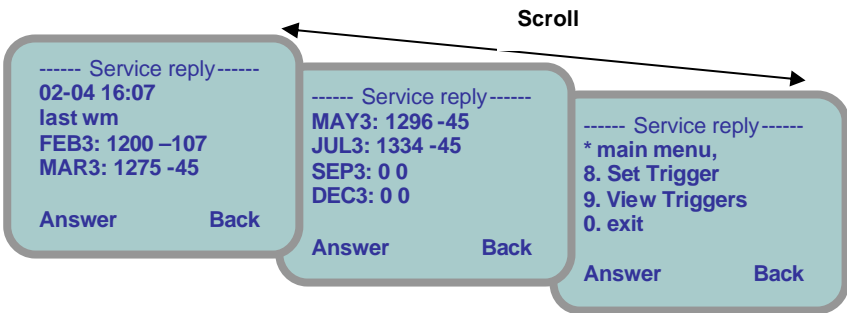 Scroll
------ Service reply------
02-04 16:07
last wm
FEB3: 1200 –107
MAR3: 1275 -45
Answer Back
------ Service reply------
MAY3: 1296 -45
JUL3: 1334 -45
SEP3: 0 0
DEC3: 0 0
Answer Back
------ Service reply------
* main menu,
8. Set Trigger
9. View Triggers
0. exit
Answer Back